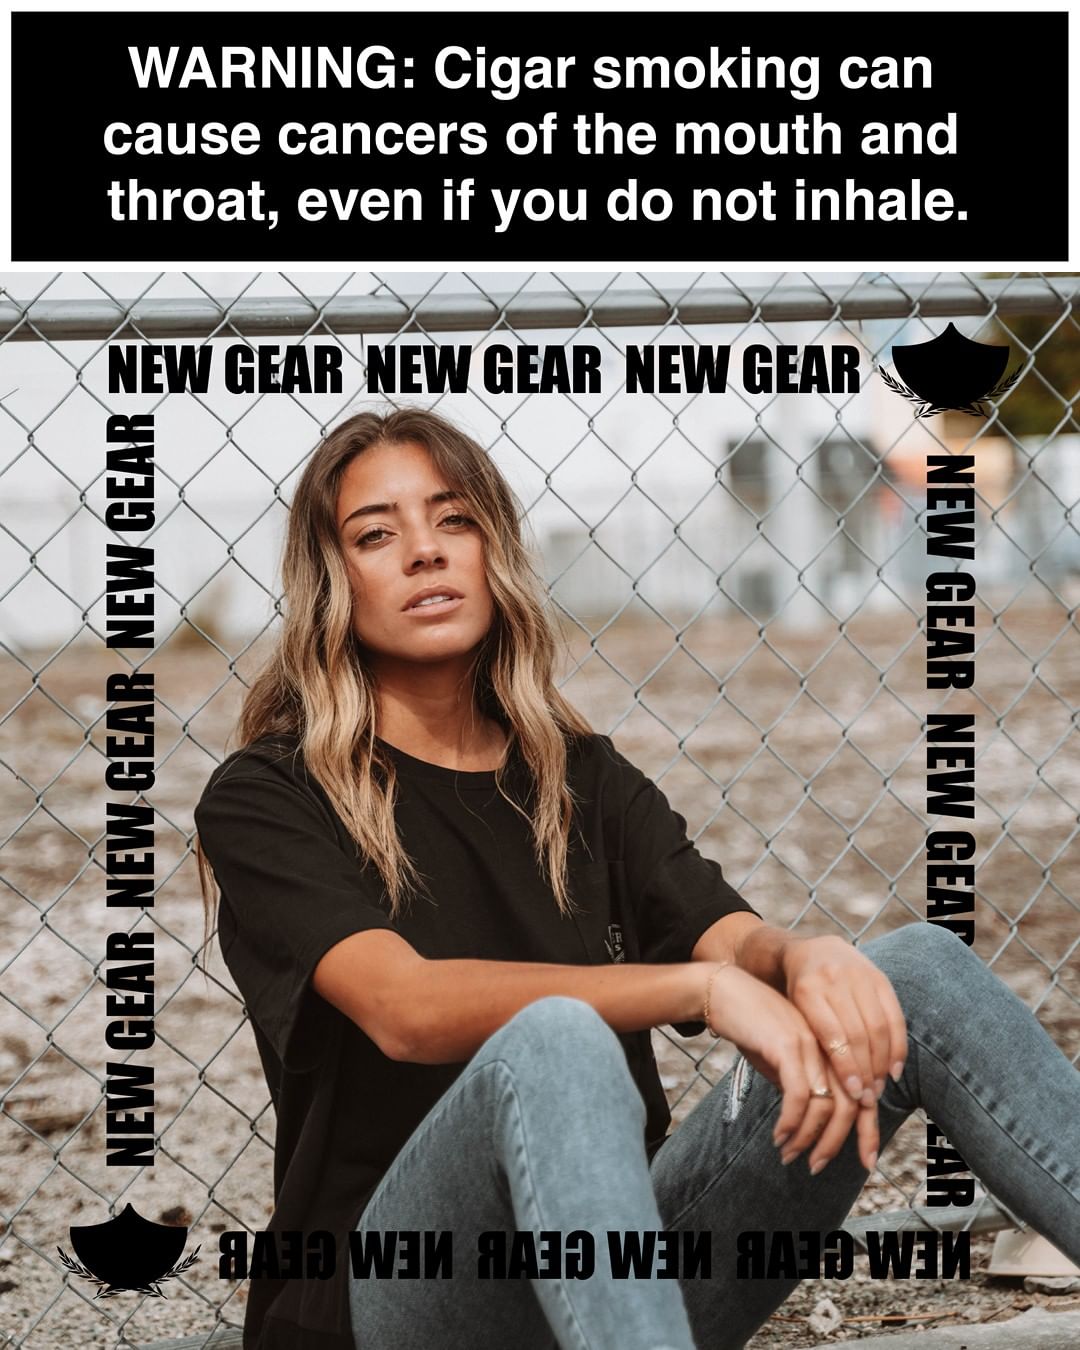 WARNING: Cigar smoking can
cause cancers of the mouth and
throat, even if you do not inhale.
NEW GEAR NEW GEAR NEW GEAR
NEW GEAR NEW GEAR NEW GEAR
NEW GEAR NEW GEAR GEAR
NEW GEAR NEW GEAR NEW GEAR